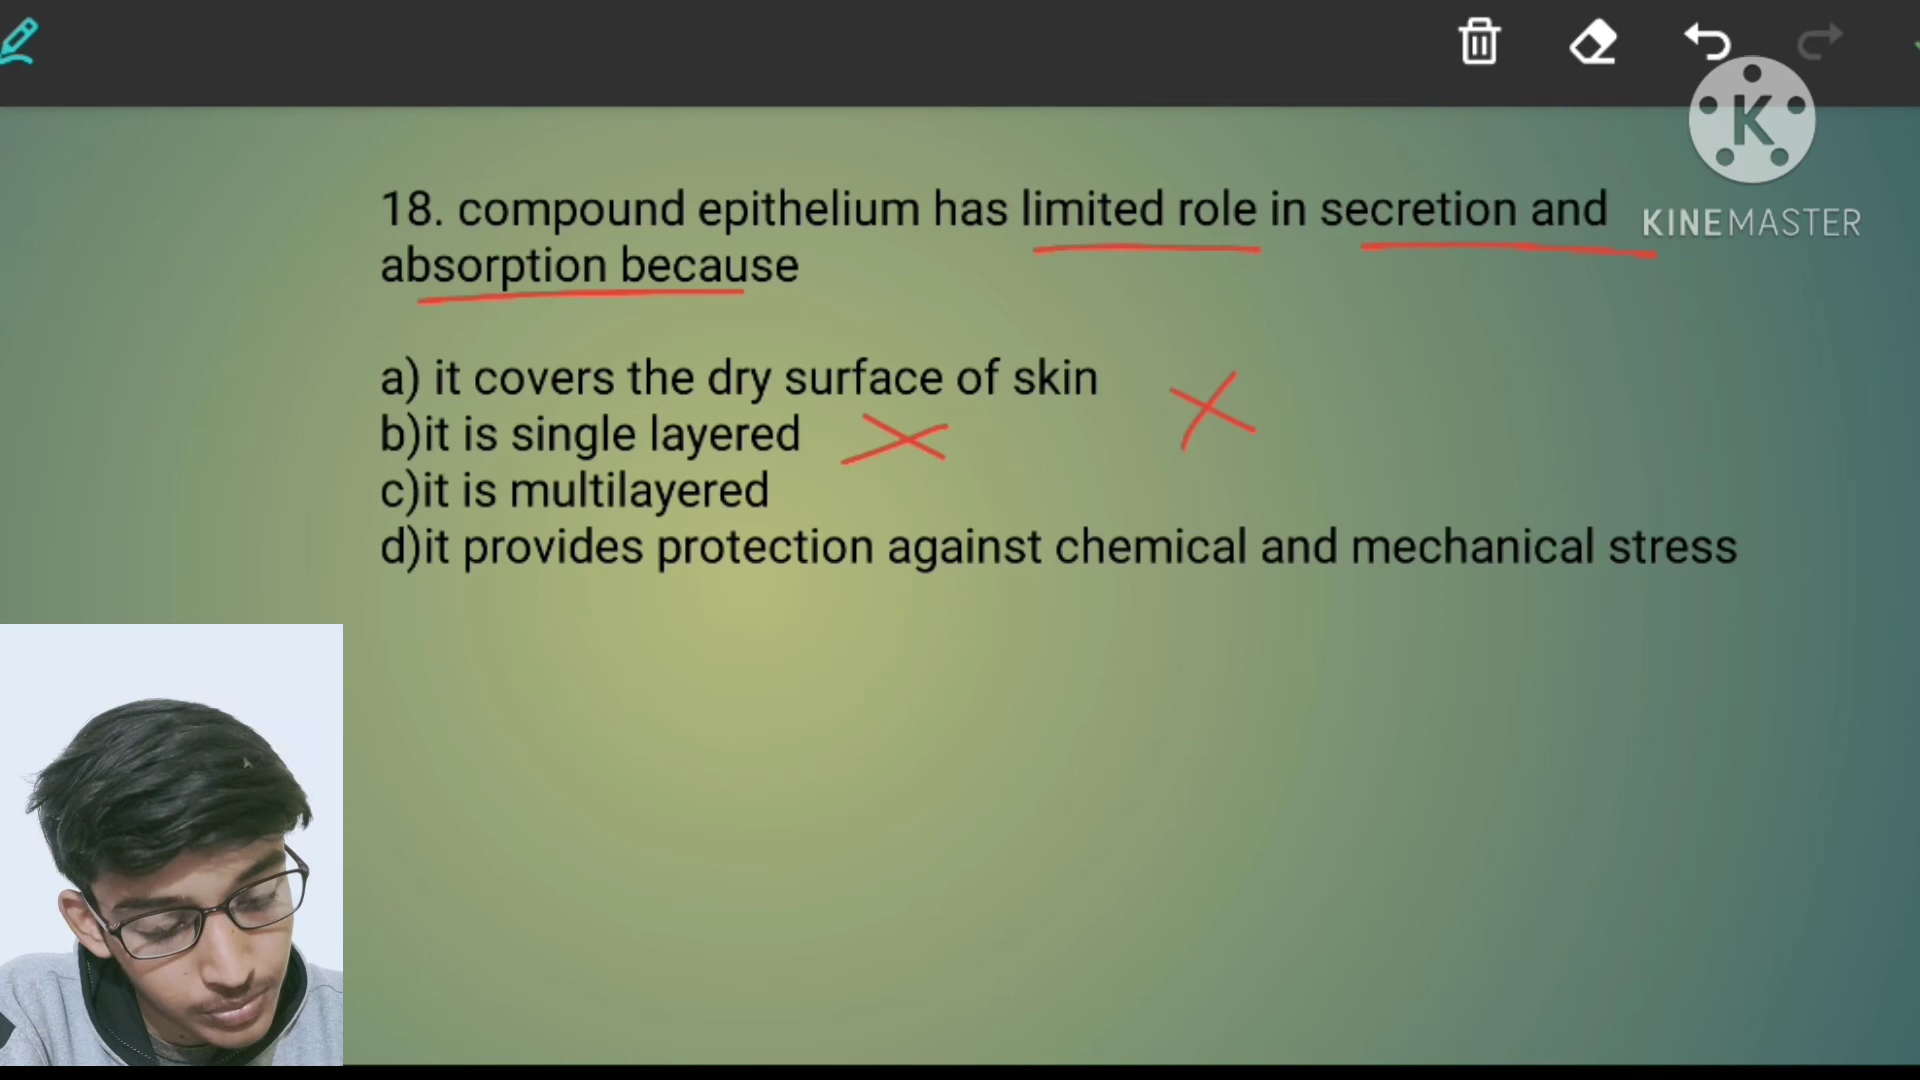 K
KINEMASTER
18. compound epithelium has limited role in secretion and
absorption because
a) it covers the dry surface of skin
b)it is single layered
c)it is multilayered
d)it provides protection against chemical and mechanical stress